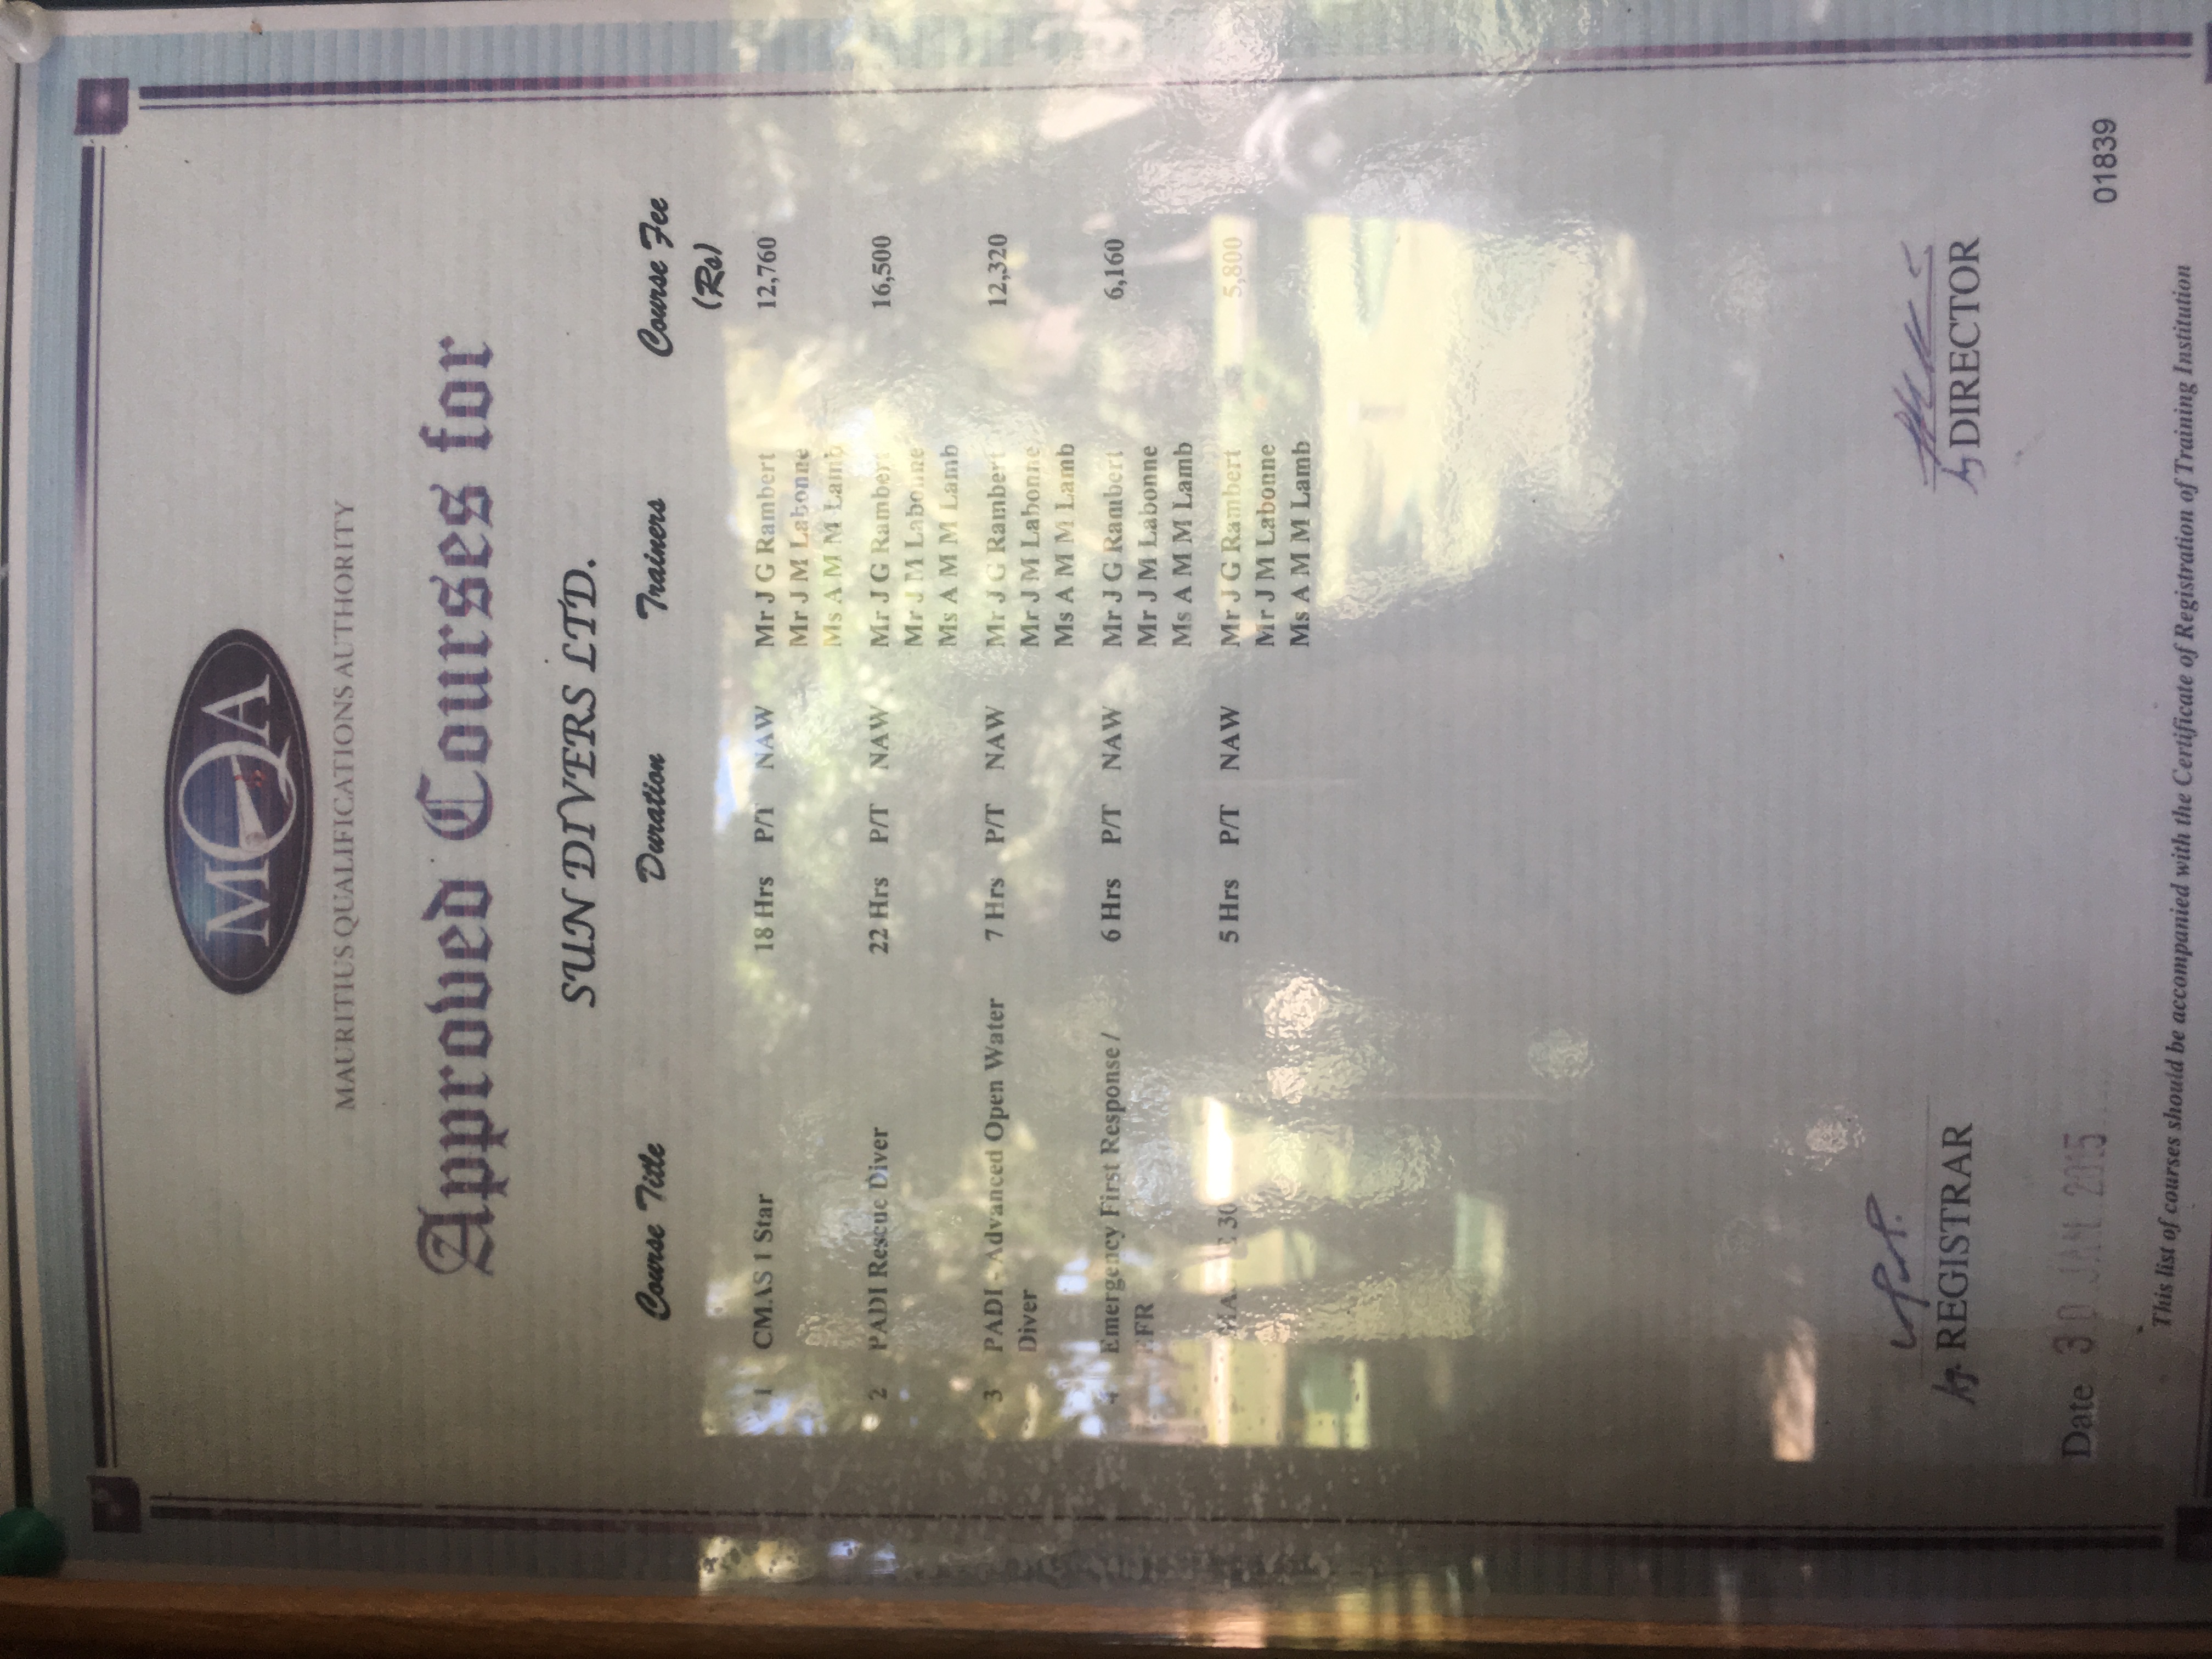 MQA
MAURITIUS QUALIFICATIONS AUTHORITY
Approved Courses for
SUN DIVERS LTD.
Course Title Duration Trainers Course Fee
(Rs)
1 CMAS 1 Star 18 Hrs P/T NAW Mr J G Rambert 12,760
Mr J M Labonne
Ms A M M Lamb
2 PADI Rescue Diver 22 Hrs P/T NAW Mr J G Rambert 16,500
Mr J M Labonne
Ms A M M Lamb
3 PADI - Advanced Open Water 7 Hrs P/T NAW Mr J G Rambert 12,320
Diver Mr J M Labonne
Ms A M M Lamb
4 Emergency First Response / 6 Hrs P/T NAW Mr J G Rambert 6,160
EFR Mr J M Labonne
Ms A M M Lamb
30 5 Hrs P/T NAW Mr J G Rambert 5,800
Mr J M Labonne
Ms A M M Lamb
REGISTRAR DIRECTOR
Date 30 JAN 2015 01839
This list of courses should be accompanied with the Certificate of Registration of Training Institution